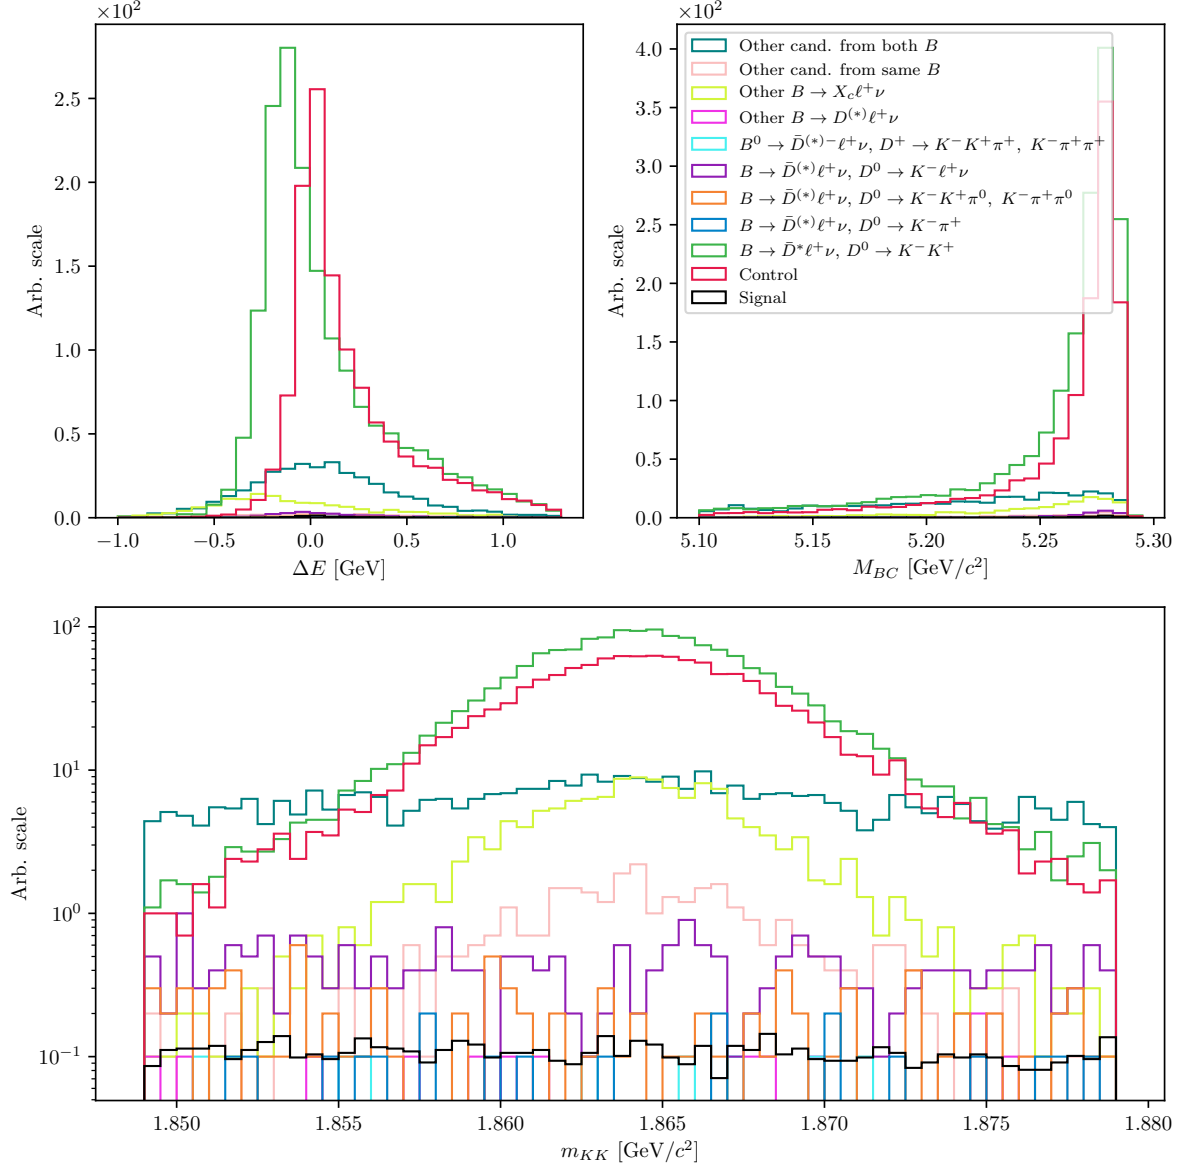 ×10²
2.5
2.0
1.5
1.0
0.5
0.0
Arb. scale
−1.0 −0.5 0.0 0.5 1.0
ΔE [GeV]
×10²
4.0
3.5
3.0
2.5
2.0
1.5
1.0
0.5
0.0
Arb. scale
Other cand. from both B
Other cand. from same B
Other B → X_c ℓ⁺ν
Other B → D⁽*⁾ℓ⁺ν
B⁰ → D̄⁽*⁾⁻ℓ⁺ν, D⁺ → K⁻K⁺π⁺, K⁻π⁺π⁺
B → D̄⁽*⁾ℓ⁺ν, D⁰ → K⁻ℓ⁺ν
B → D̄⁽*⁾ℓ⁺ν, D⁰ → K⁻K⁺π⁰, K⁻π⁺π⁰
B → D̄⁽*⁾ℓ⁺ν, D⁰ → K⁻π⁺
B → D̄*ℓ⁺ν, D⁰ → K⁻K⁺
Control
Signal
5.10 5.15 5.20 5.25 5.30
M_BC [GeV/c²]
10²
10¹
10⁰
10⁻¹
Arb. scale
1.850 1.855 1.860 1.865 1.870 1.875 1.880
m_KK [GeV/c²]